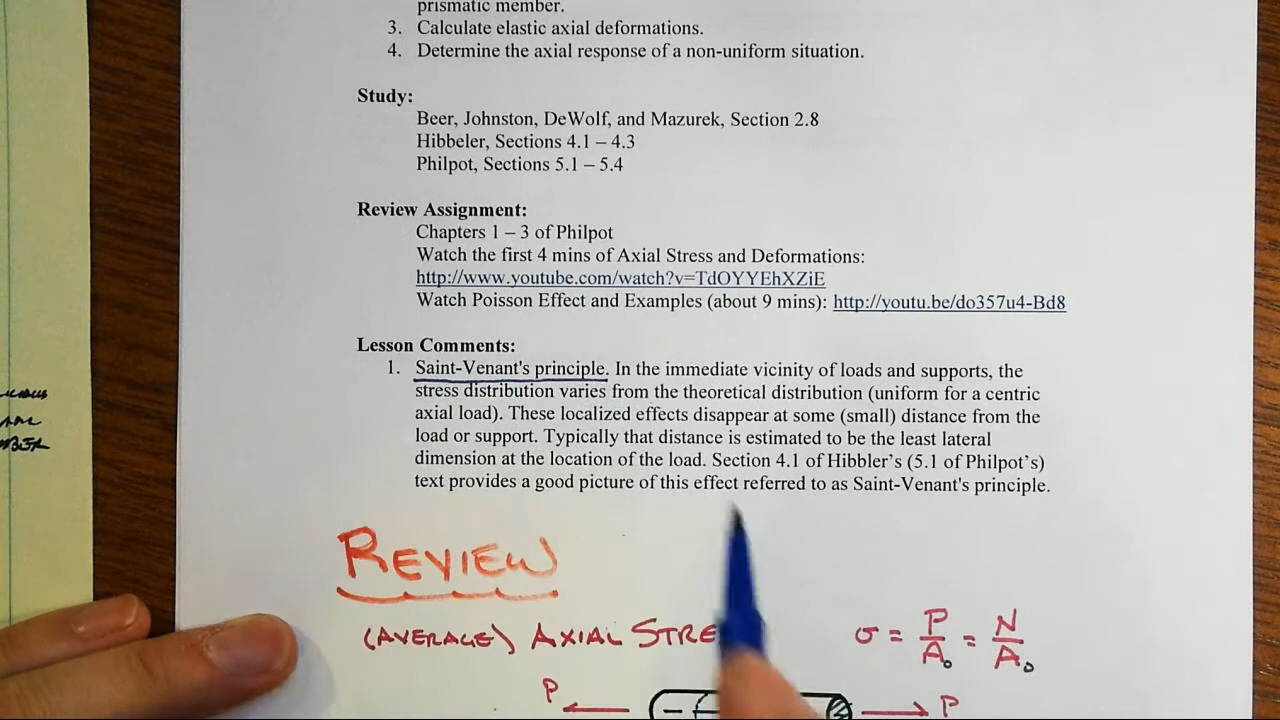 prismatic member.
3. Calculate elastic axial deformations.
4. Determine the axial response of a non-uniform situation.
Study:
Beer, Johnston, DeWolf, and Mazurek, Section 2.8
Hibbeler, Sections 4.1 – 4.3
Philpot, Sections 5.1 – 5.4
Review Assignment:
Chapters 1 – 3 of Philpot
Watch the first 4 mins of Axial Stress and Deformations:
http://www.youtube.com/watch?v=TdOYYEhXZiE
Watch Poisson Effect and Examples (about 9 mins): http://youtu.be/do357u4-Bd8
Lesson Comments:
1. Saint-Venant's principle. In the immediate vicinity of loads and supports, the
stress distribution varies from the theoretical distribution (uniform for a centric
axial load). These localized effects disappear at some (small) distance from the
load or support. Typically that distance is estimated to be the least lateral
dimension at the location of the load. Section 4.1 of Hibbler's (5.1 of Philpot's)
text provides a good picture of this effect referred to as Saint-Venant's principle.
REVIEW
(AVERAGE) AXIAL STRE σ = P/A₀ = N/A₀
P P